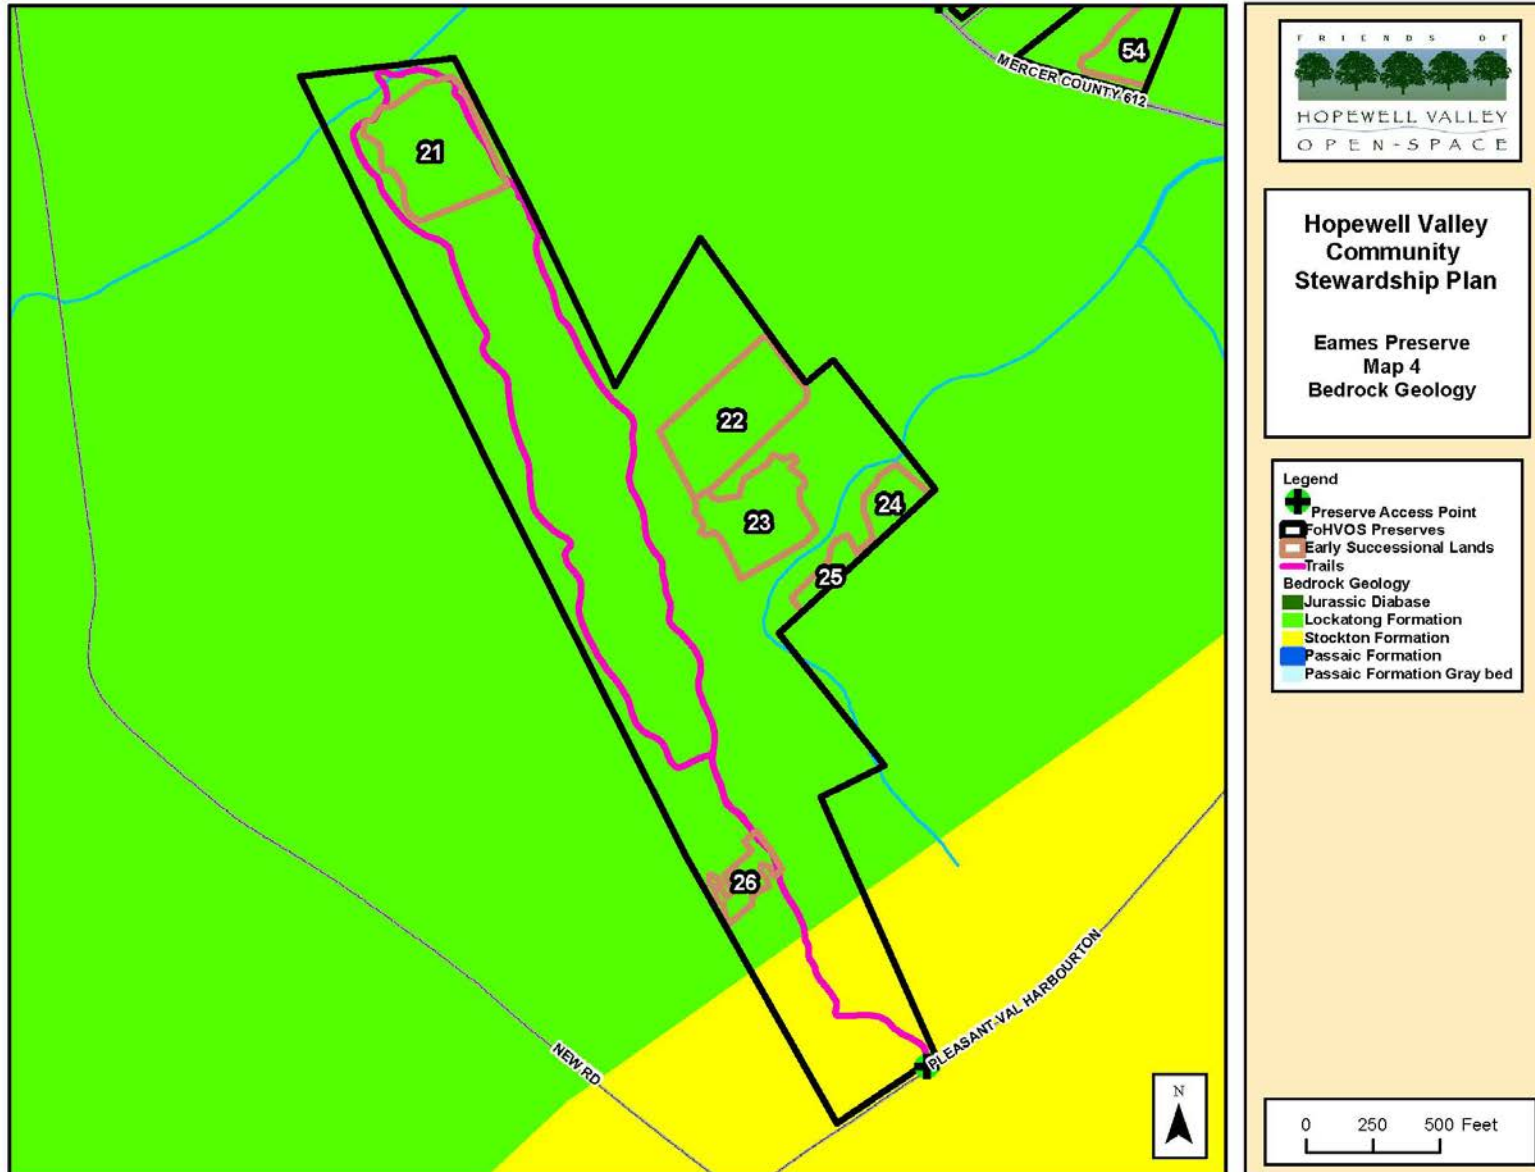 54
MERCER COUNTY 612
21
22
23
24
25
26
NEW RD
PLEASANT-VAL HARBOURTON
N
FRIENDS OF
HOPEWELL VALLEY
OPEN-SPACE
Hopewell Valley
Community
Stewardship Plan
Eames Preserve
Map 4
Bedrock Geology
Legend
Preserve Access Point
FoHVOS Preserves
Early Successional Lands
Trails
Bedrock Geology
Jurassic Diabase
Lockatong Formation
Stockton Formation
Passaic Formation
Passaic Formation Gray bed
0 250 500 Feet